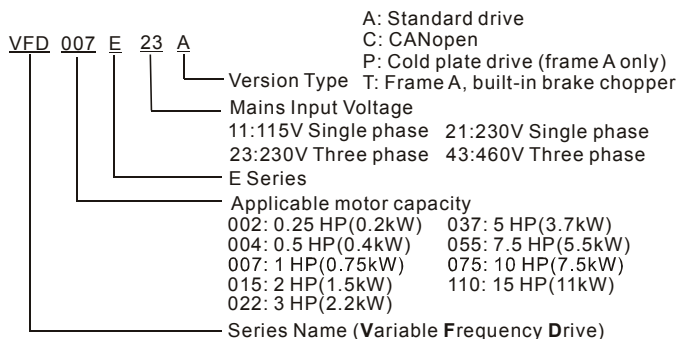 VFD 007 E 23 A
A: Standard drive
C: CANopen
P: Cold plate drive (frame A only)
Version Type T: Frame A, built-in brake chopper
Mains Input Voltage
11:115V Single phase 21:230V Single phase
23:230V Three phase 43:460V Three phase
E Series
Applicable motor capacity
002: 0.25 HP(0.2kW) 037: 5 HP(3.7kW)
004: 0.5 HP(0.4kW) 055: 7.5 HP(5.5kW)
007: 1 HP(0.75kW) 075: 10 HP(7.5kW)
015: 2 HP(1.5kW) 110: 15 HP(11kW)
022: 3 HP(2.2kW)
Series Name (Variable Frequency Drive)